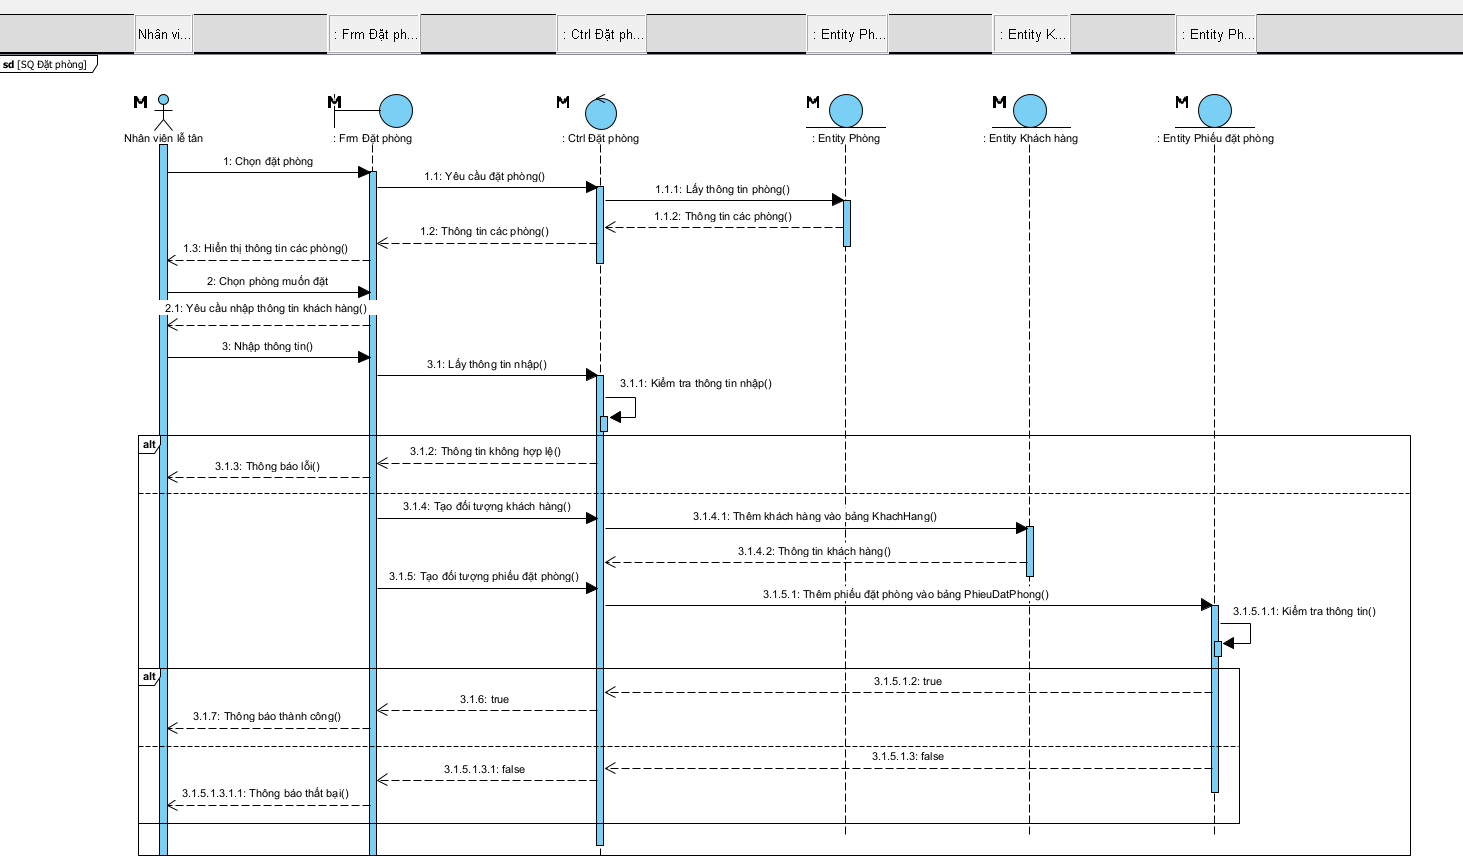 Nhân vi...
: Frm Đặt ph...
: Ctrl Đặt ph...
: Entity Ph...
: Entity K...
: Entity Ph...
sd [SQ Đặt phòng]
Nhân viên lễ tân
: Frm Đặt phòng
: Ctrl Đặt phòng
: Entity Phòng
: Entity Khách hàng
: Entity Phiếu đặt phòng
1: Chọn đặt phòng
1.1: Yêu cầu đặt phòng()
1.1.1: Lấy thông tin phòng()
1.1.2: Thông tin các phòng()
1.2: Thông tin các phòng()
1.3: Hiển thị thông tin các phòng()
2: Chọn phòng muốn đặt
2.1: Yêu cầu nhập thông tin khách hàng()
3: Nhập thông tin()
3.1: Lấy thông tin nhập()
3.1.1: Kiểm tra thông tin nhập()
alt
3.1.2: Thông tin không hợp lệ()
3.1.3: Thông báo lỗi()
3.1.4: Tạo đối tượng khách hàng()
3.1.4.1: Thêm khách hàng vào bảng KhachHang()
3.1.4.2: Thông tin khách hàng()
3.1.5: Tạo đối tượng phiếu đặt phòng()
3.1.5.1: Thêm phiếu đặt phòng vào bảng PhieuDatPhong()
3.1.5.1.1: Kiểm tra thông tin()
alt
3.1.5.1.2: true
3.1.6: true
3.1.7: Thông báo thành công()
3.1.5.1.3: false
3.1.5.1.3.1: false
3.1.5.1.3.1.1: Thông báo thất bại()